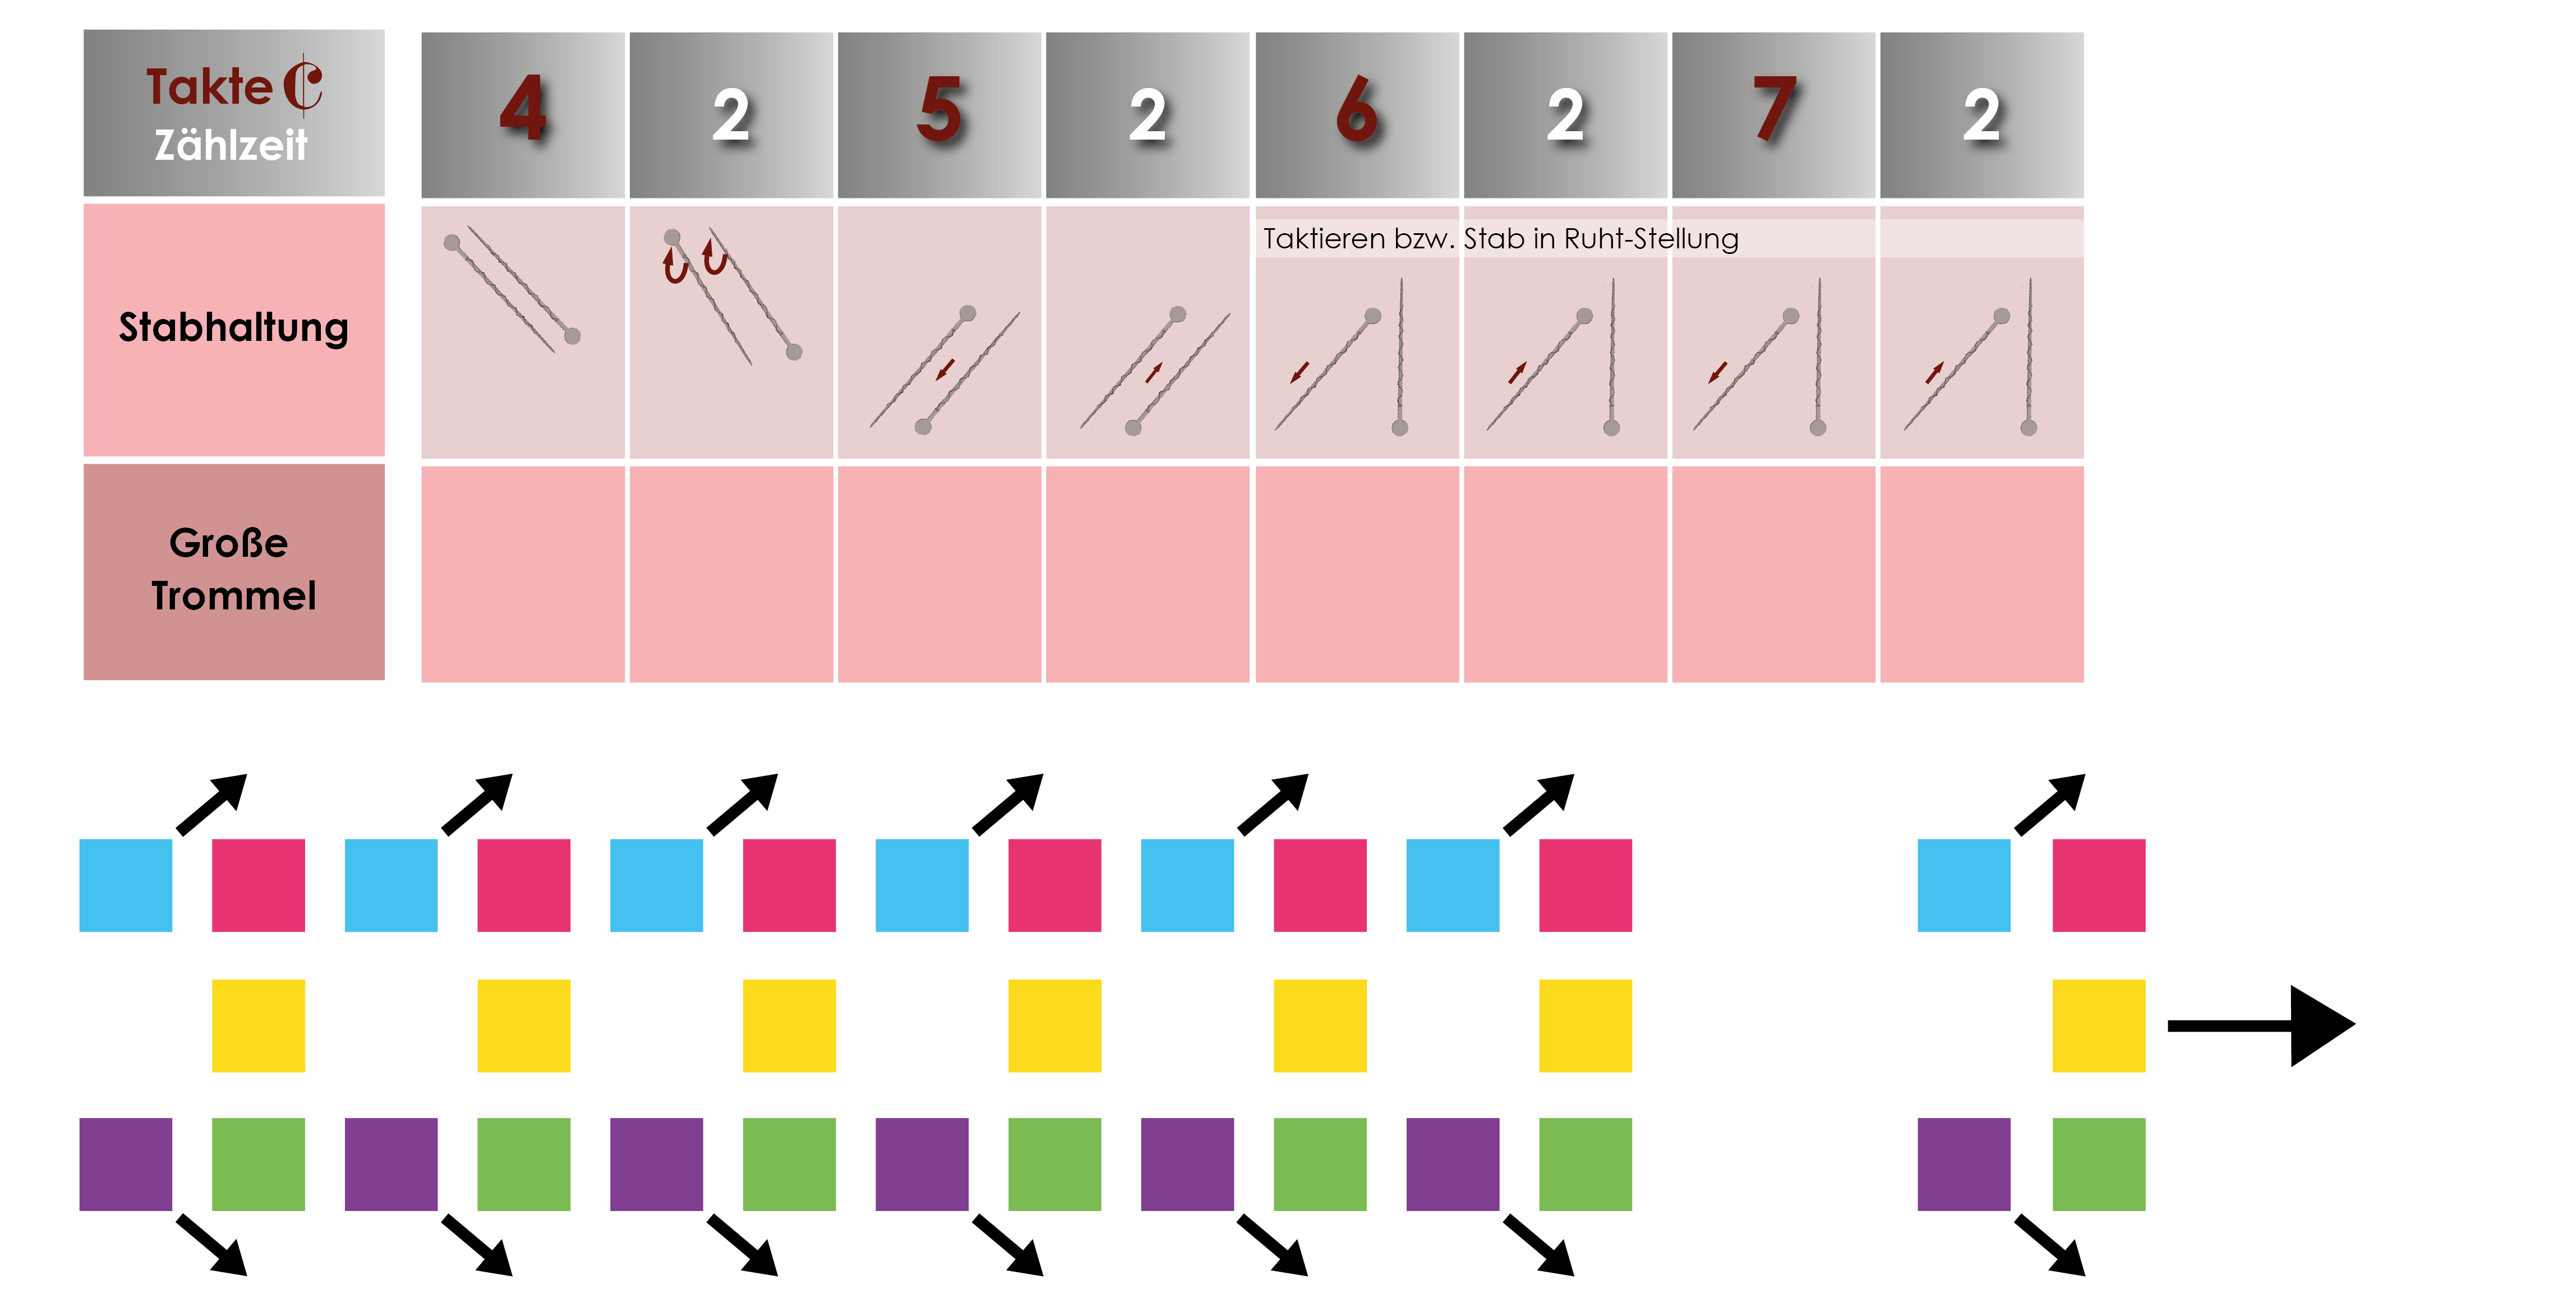 Takte 𝄵
Zählzeit
4 2 5 2 6 2 7 2
Stabhaltung
Taktieren bzw. Stab in Ruht-Stellung
Große
Trommel